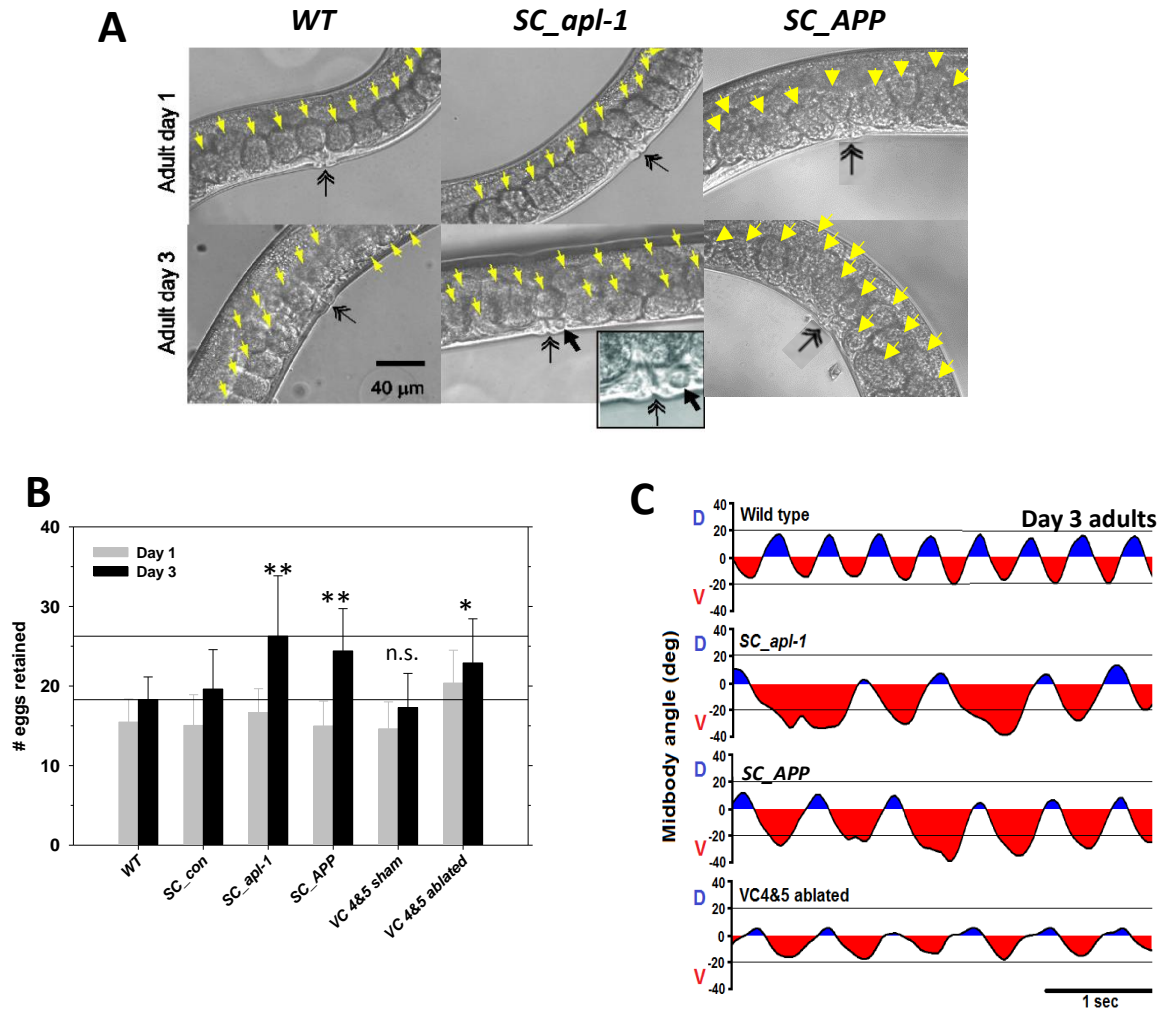 A
WT
SC_apl-1
SC_APP
Adult day 1
Adult day 3
40 μm
B
40
30
20
10
0
# eggs retained
Day 1
Day 3
**
**
n.s.
*
WT
SC_con
SC_apl-1
SC_APP
VC 4&5 sham
VC 4&5 ablated
C
Midbody angle (deg)
D
V
40
20
0
-20
-40
Wild type
Day 3 adults
D
V
40
20
0
-20
-40
SC_apl-1
D
V
40
20
0
-20
-40
SC_APP
D
V
40
20
0
-20
-40
VC4&5 ablated
1 sec